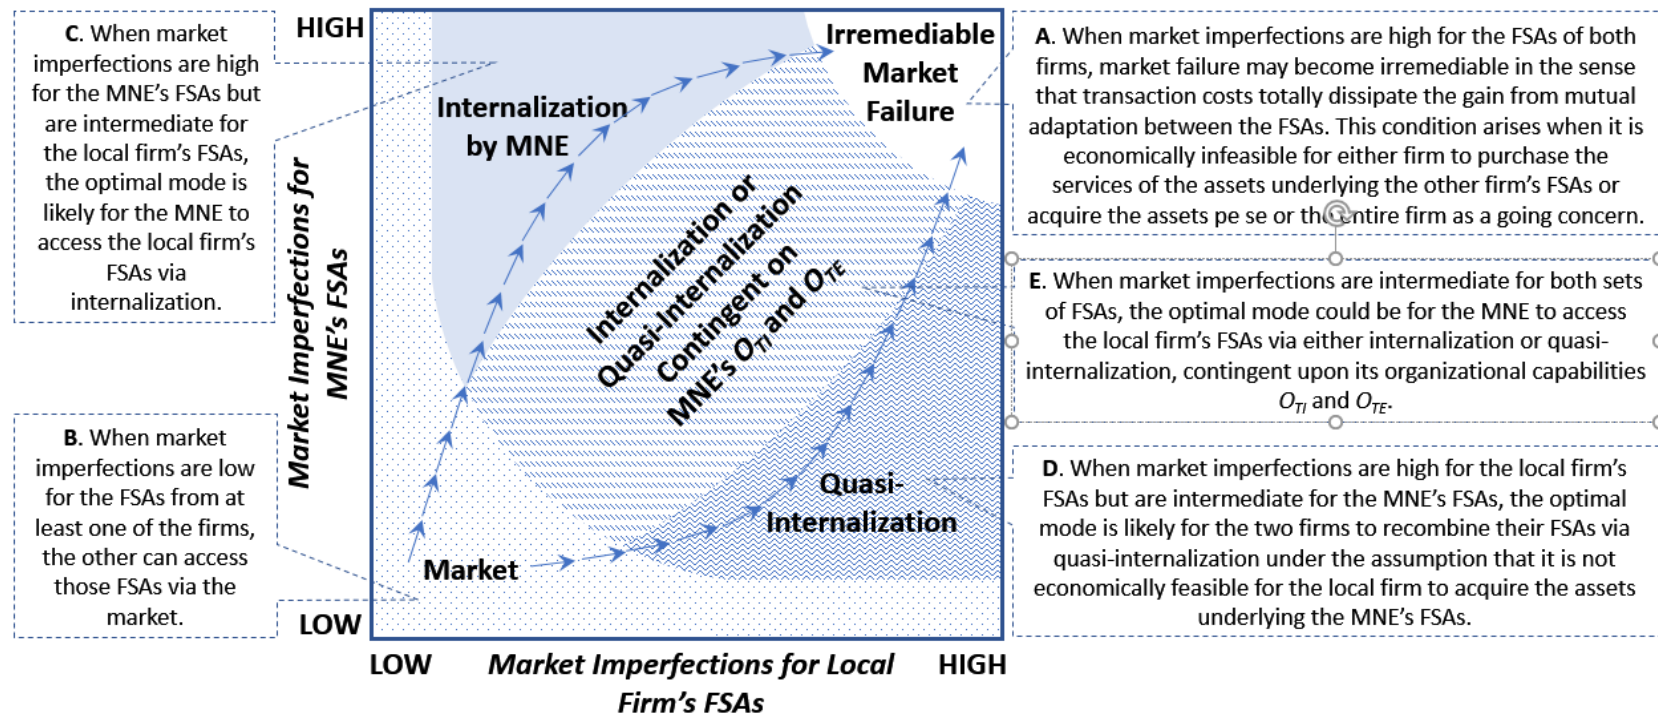 C. When market
imperfections are high
for the MNE's FSAs but
are intermediate for
the local firm's FSAs,
the optimal mode is
likely for the MNE to
access the local firm's
FSAs via
internalization.
B. When market
imperfections are low
for the FSAs from at
least one of the firms,
the other can access
those FSAs via the
market.
HIGH
Market Imperfections for
MNE's FSAs
LOW
Internalization
by MNE
Irremediable
Market
Failure
Internalization or
Quasi-Internalization
Contingent on
MNE's OTI and OTE
Quasi-
Internalization
Market
LOW
Market Imperfections for Local
Firm's FSAs
HIGH
A. When market imperfections are high for the FSAs of both
firms, market failure may become irremediable in the sense
that transaction costs totally dissipate the gain from mutual
adaptation between the FSAs. This condition arises when it is
economically infeasible for either firm to purchase the
services of the assets underlying the other firm's FSAs or
acquire the assets pe se or the entire firm as a going concern.
E. When market imperfections are intermediate for both sets
of FSAs, the optimal mode could be for the MNE to access
the local firm's FSAs via either internalization or quasi-
internalization, contingent upon its organizational capabilities
OTI and OTE.
D. When market imperfections are high for the local firm's
FSAs but are intermediate for the MNE's FSAs, the optimal
mode is likely for the two firms to recombine their FSAs via
quasi-internalization under the assumption that it is not
economically feasible for the local firm to acquire the assets
underlying the MNE's FSAs.